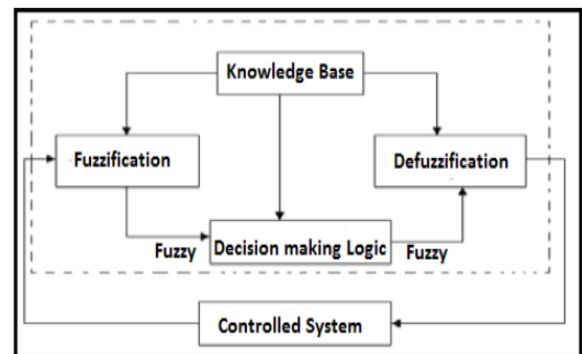 Knowledge Base
Fuzzification
Defuzzification
Fuzzy
Decision making Logic
Fuzzy
Controlled System